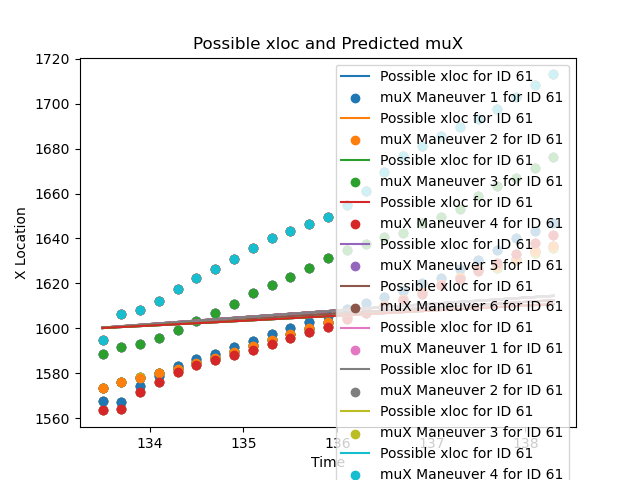 Possible xloc and Predicted muX
1720
1700
1680
1660
1640
1620
1600
1580
1560
X Location
134
135
136
137
138
Time
Possible xloc for ID 61
muX Maneuver 1 for ID 61
Possible xloc for ID 61
muX Maneuver 2 for ID 61
Possible xloc for ID 61
muX Maneuver 3 for ID 61
Possible xloc for ID 61
muX Maneuver 4 for ID 61
Possible xloc for ID 61
muX Maneuver 5 for ID 61
Possible xloc for ID 61
muX Maneuver 6 for ID 61
Possible xloc for ID 61
muX Maneuver 1 for ID 61
Possible xloc for ID 61
muX Maneuver 2 for ID 61
Possible xloc for ID 61
muX Maneuver 3 for ID 61
Possible xloc for ID 61
muX Maneuver 4 for ID 61